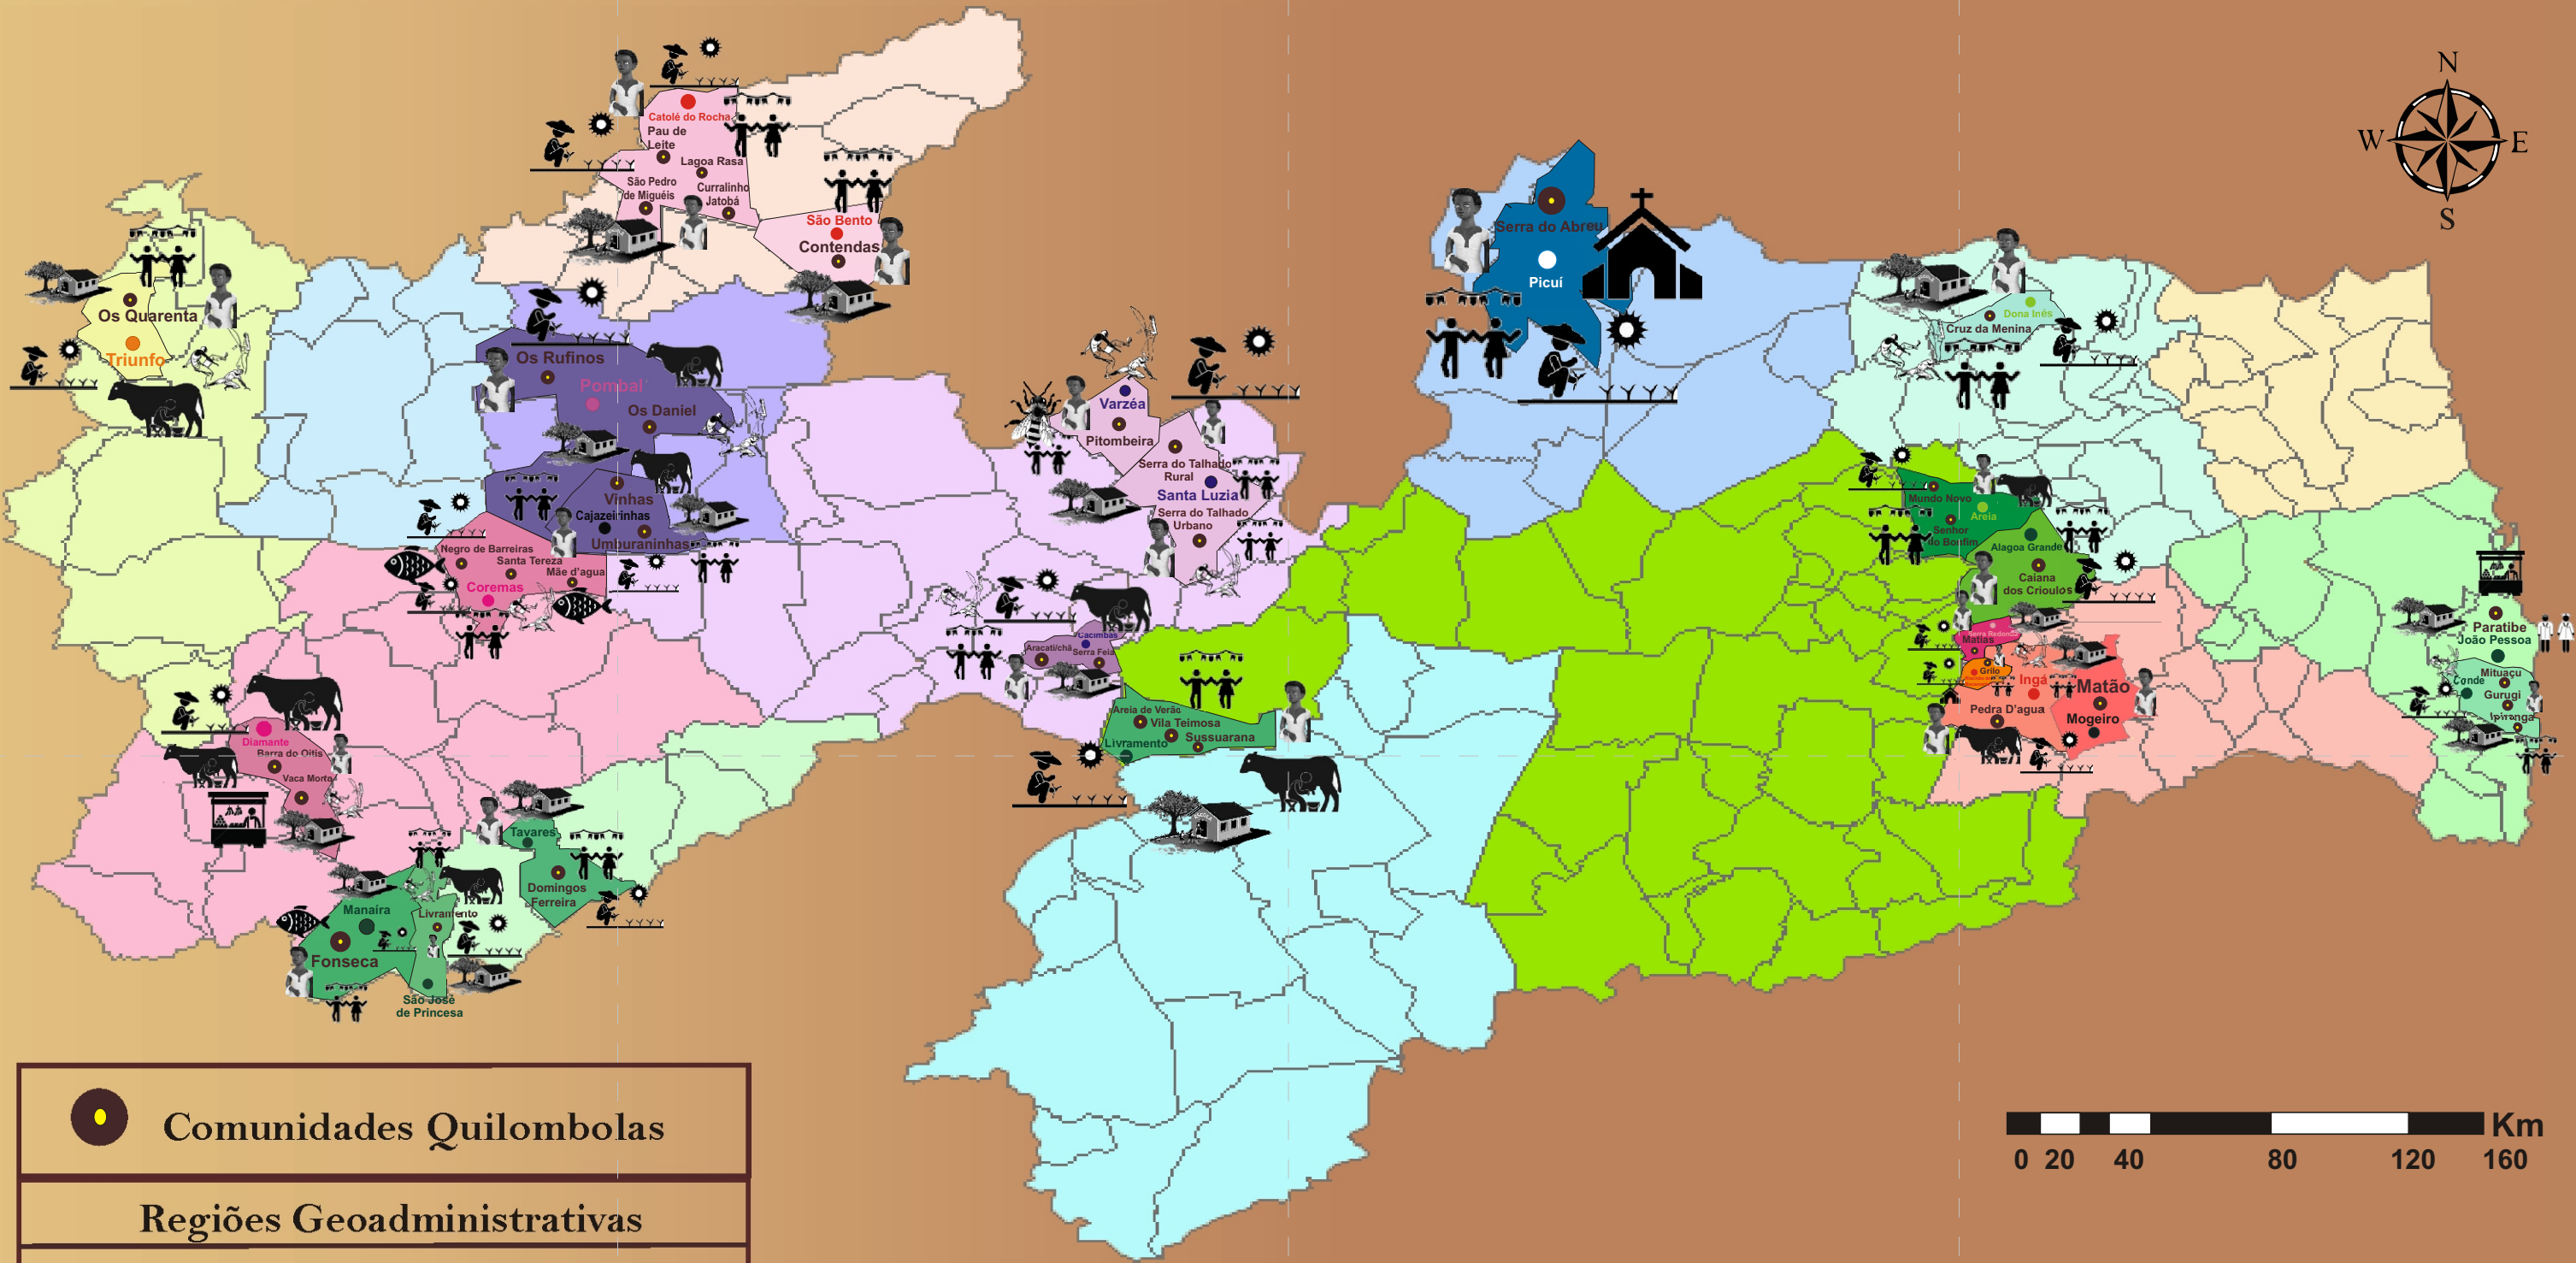 N
W
E
S
Catolé do Rocha
Pau de
Leite
Lagoa Rasa
São Pedro
de Miguéis
Curralinho
Jatobá
São Bento
Contendas
Os Quarenta
Triunfo
Os Rufinos
Pombal
Os Daniel
Vinhas
Cajazeirinhas
Umburaninhas
Negro de Barreiras
Santa Tereza
Mãe d'agua
Coremas
Diamante
Barra do Oitis
Vaca Morta
Tavares
Domingos
Ferreira
Manaíra
Livramento
Fonseca
São José
de Princesa
Varzéa
Pitombeira
Serra do Talhado
Rural
Santa Luzia
Serra do Talhado
Urbano
Cacimbas
Aracati/chã
Serra Feia
Areia de Verão
Vila Teimosa
Sussuarana
Livramento
Serra do Abreu
Picuí
Dona Inês
Cruz da Menina
Mundo Novo
Areia
Senhor
do Bonfim
Alagoa Grande
Caiana
dos Crioulos
Serra Redonda
Matias
Grilo
Ingá
Matão
Pedra D'agua
Mogeiro
Paratibe
João Pessoa
Mituaçu
Conde
Gurugi
Ipiranga
Comunidades Quilombolas
Regiões Geoadministrativas
Km
0 20 40 80 120 160